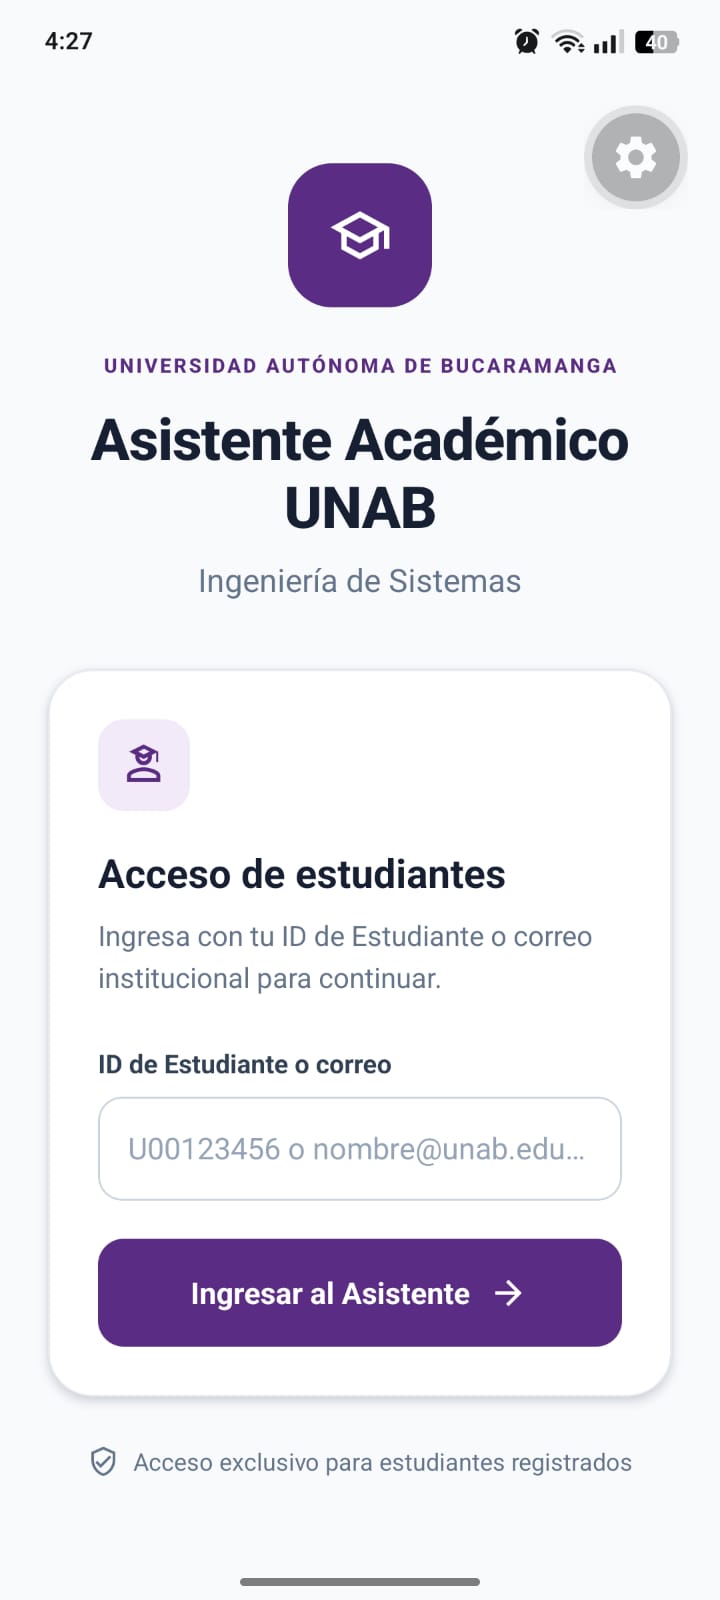 4:27
40
UNIVERSIDAD AUTÓNOMA DE BUCARAMANGA
Asistente Académico
UNAB
Ingeniería de Sistemas
Acceso de estudiantes
Ingresa con tu ID de Estudiante o correo
institucional para continuar.
ID de Estudiante o correo
U00123456 o nombre@unab.edu...
Ingresar al Asistente
Acceso exclusivo para estudiantes registrados